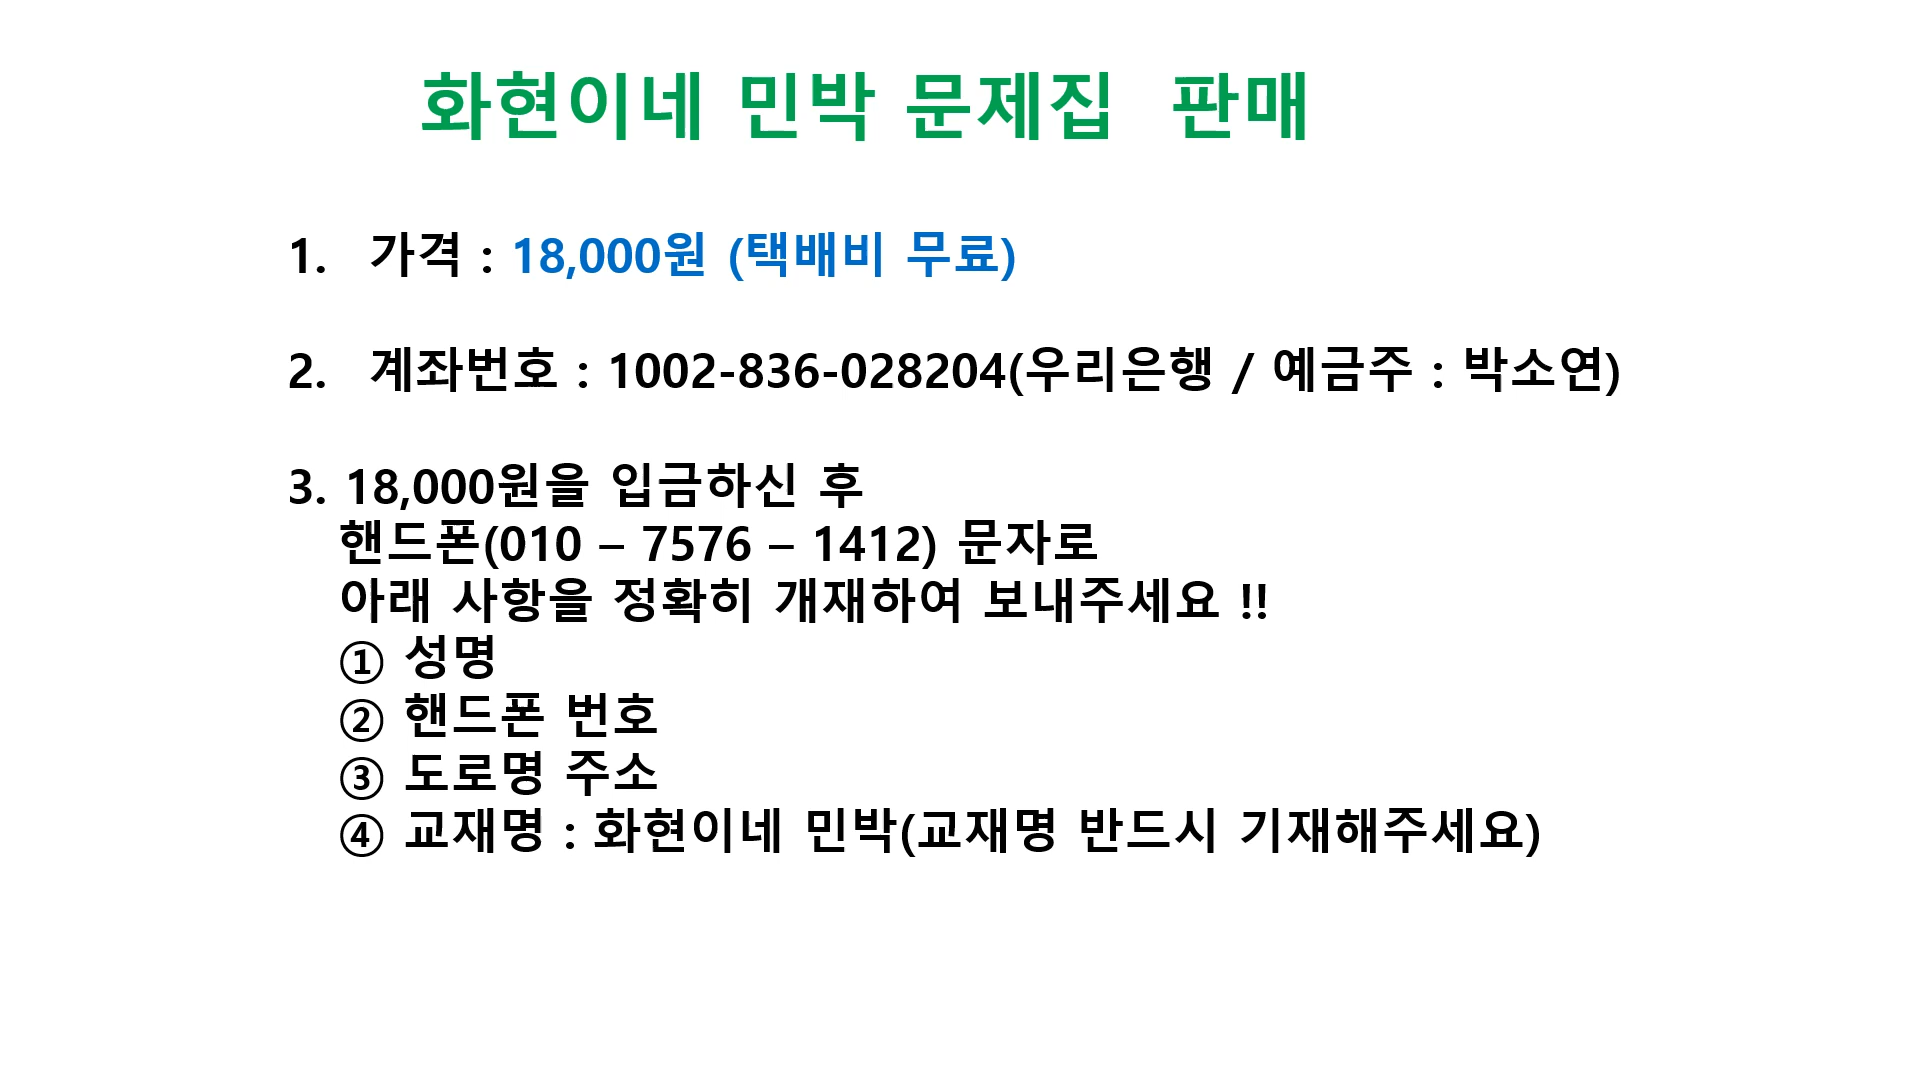 화현이네 민박 문제집 판매
1. 가격 : 18,000원 (택배비 무료)
2. 계좌번호 : 1002-836-028204(우리은행 / 예금주 : 박소연)
3. 18,000원을 입금하신 후
핸드폰(010 – 7576 – 1412) 문자로
아래 사항을 정확히 개재하여 보내주세요 !!
① 성명
② 핸드폰 번호
③ 도로명 주소
④ 교재명 : 화현이네 민박(교재명 반드시 기재해주세요)